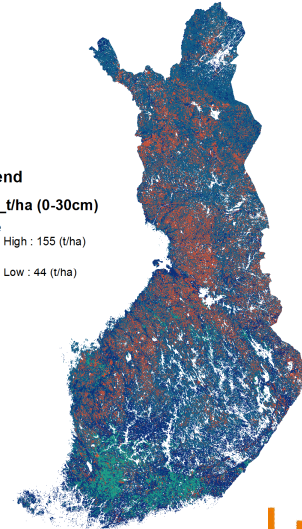 end
_t/ha (0-30cm)
High : 155 (t/ha)
Low : 44 (t/ha)